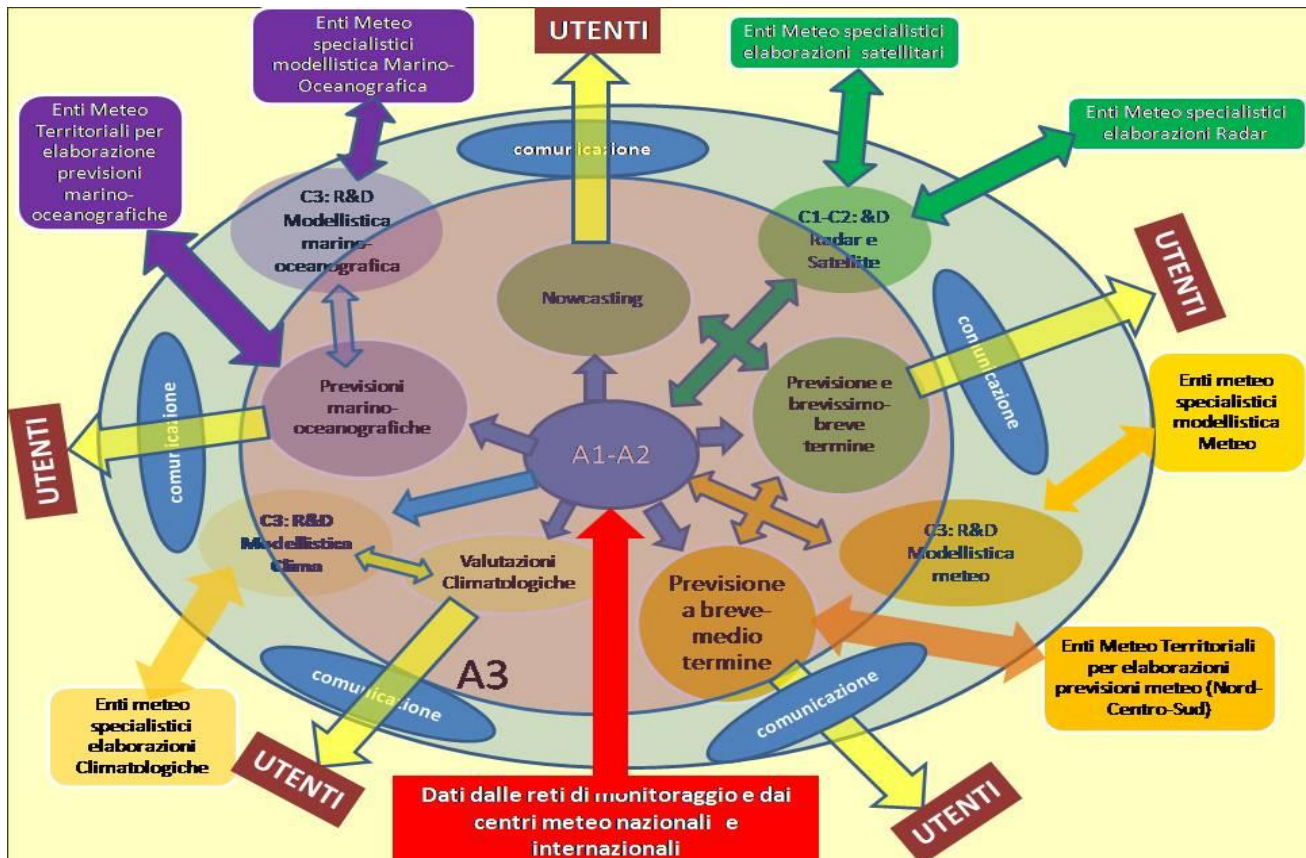 Enti Meteo
specialistici
modellistica Marino-
Oceanografica
UTENTI
Enti Meteo specialistici
elaborazioni satellitari
Enti Meteo
Territoriali per
elaborazione
previsioni
marino-
oceanografiche
Enti Meteo specialistici
elaborazioni Radar
comunicazione
C3: R&D
Modellistica
marino-
oceanografica
C1-C2: &D
Radar e
Satellite
UTENTI
Nowcasting
comunicazione
Previsioni
marino-
oceanografiche
Previsione e
brevissimo-
breve
termine
Enti meteo
specialistici
modellistica
Meteo
comunicazione
UTENTI
A1-A2
C3: R&D
Modellistica
Clima
Valutazioni
Climatologiche
C3: R&D
Modellistica
meteo
Previsione
a breve-
medio
termine
A3
comunicazione
comunicazione
Enti Meteo Territoriali
per elaborazioni
previsioni meteo (Nord-
Centro-Sud)
Enti meteo
specialistici
elaborazioni
Climatologiche
UTENTI
UTENTI
Dati dalle reti di monitoraggio e dai
centri meteo nazionali e
internazionali